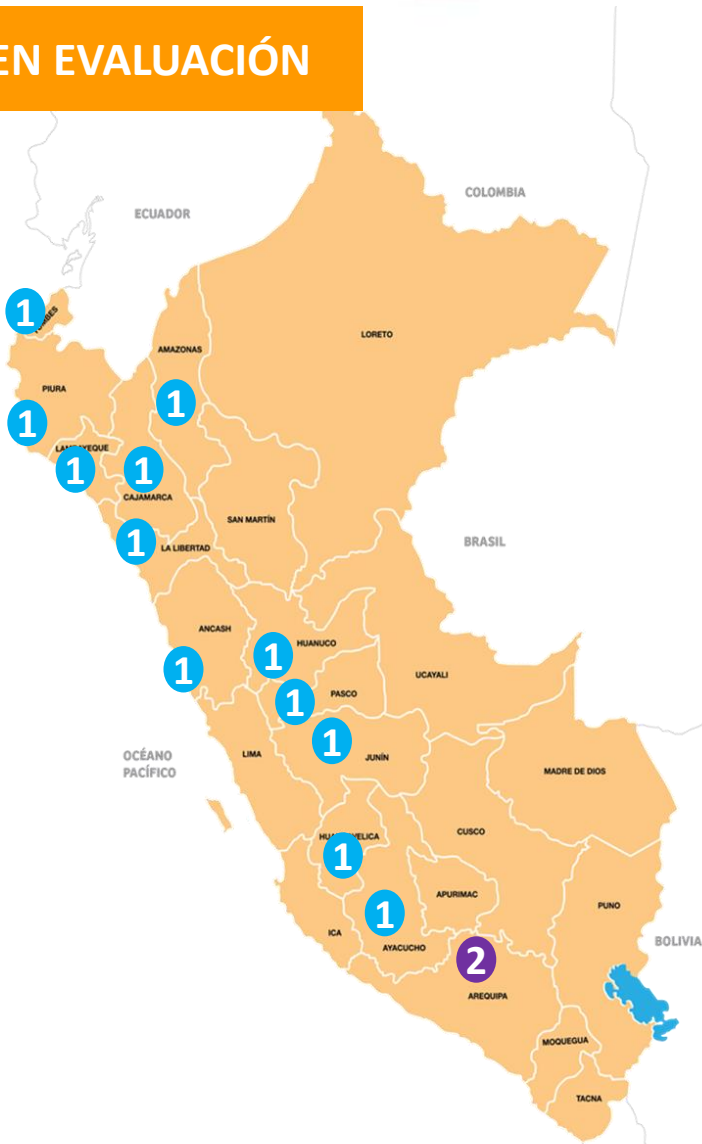 EN EVALUACIÓN
COLOMBIA
ECUADOR
1
LORETO
AMAZONAS
PIURA
1
1
1
1
CAJAMARCA
SAN MARTÍN
1
LA LIBERTAD
BRASIL
ANCASH
HUANUCO
1
1
UCAYALI
PASCO
1
1
LIMA
JUNÍN
OCÉANO
PACÍFICO
MADRE DE DIOS
CUSCO
1
APURIMAC
PUNO
1
ICA
AYACUCHO
BOLIVIA
2
AREQUIPA
MOQUEGUA
TACNA